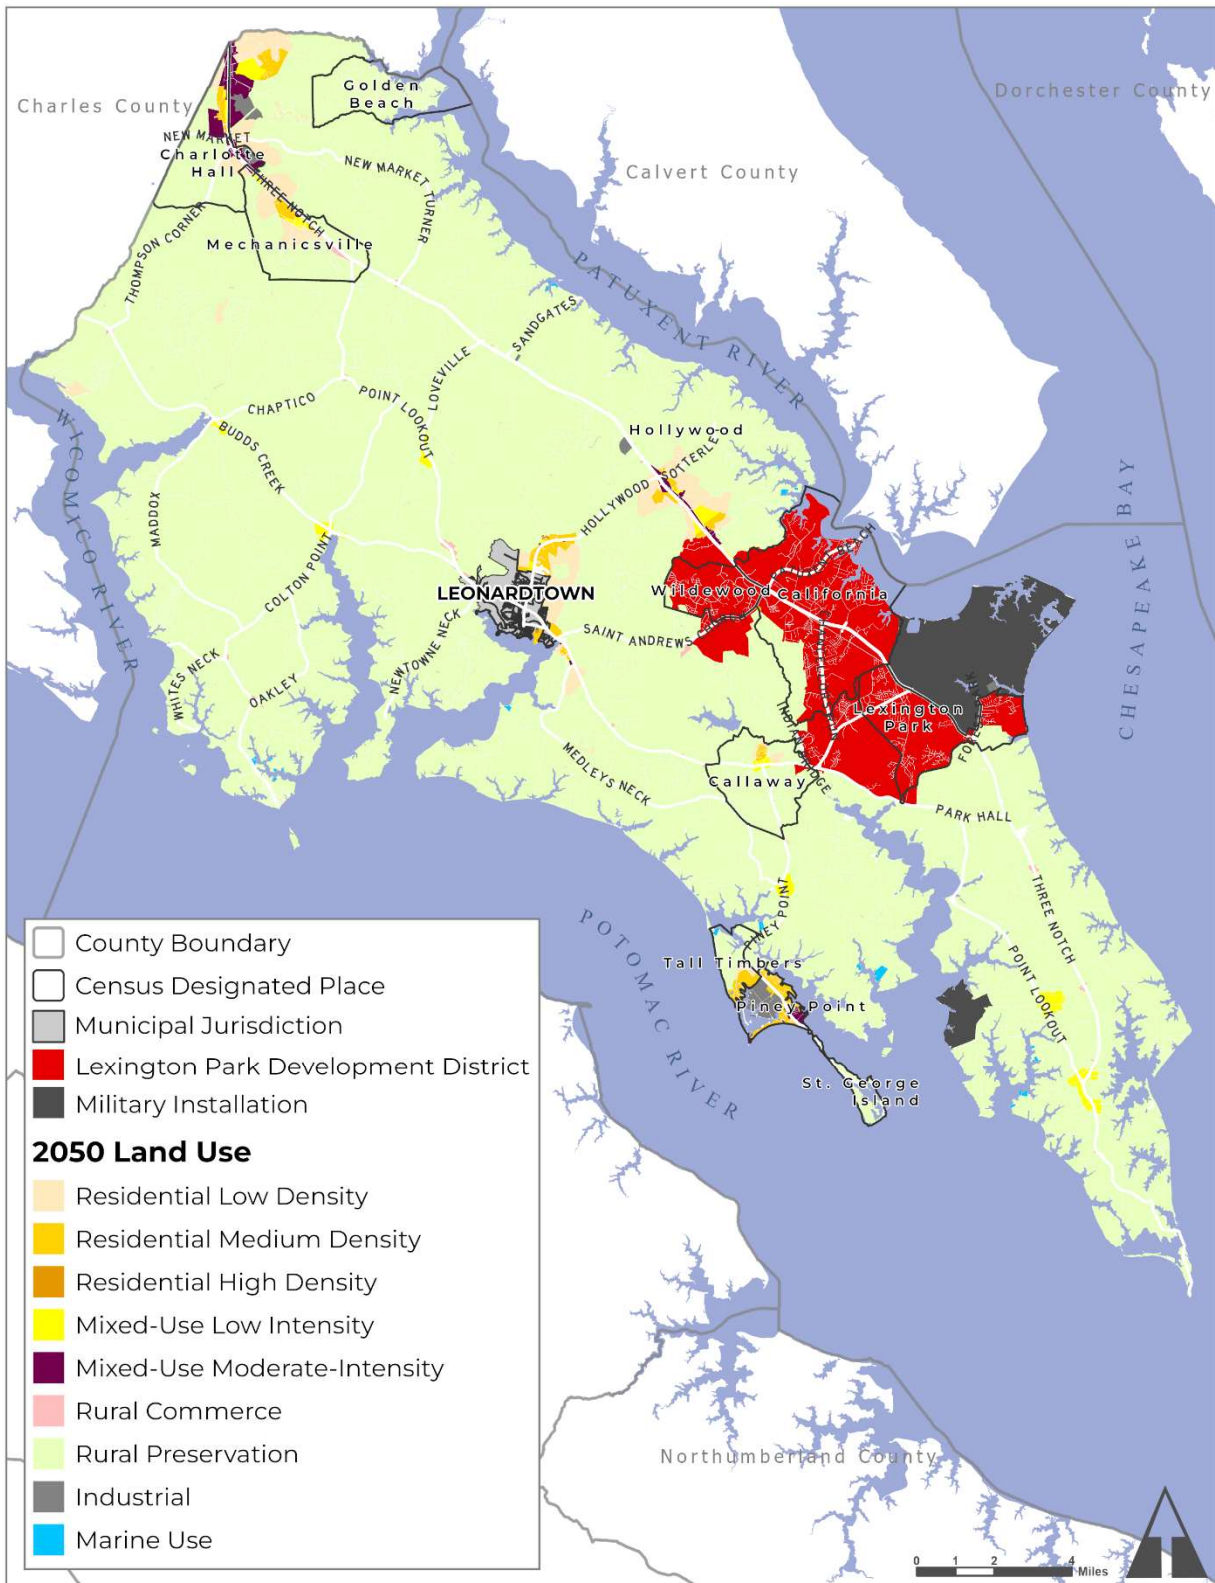 Charles County
Golden
Beach
Dorchester County
NEW MARKET
Charlotte
Hall
NEW MARKET TURNER
Calvert County
THREE NOTCH
THOMPSON CORNER
Mechanicsville
PATUXENT RIVER
SANDGATES
LOVEVILLE
CHAPTICO
POINT LOOKOUT
WICOMICO RIVER
BUDDS CREEK
Hollywood
HOLLYWOOD
SOTTERLEY
MADDOX
COLTON POINT
CHESAPEAKE BAY
LEONARDTOWN
Wildewood
California
BEACH
NEWTOWNE NECK
SAINT ANDREWS
WHITES NECK
OAKLEY
Lexington
Park
INDIAN BRIDGE
MEDLEYS NECK
Callaway
PARK HALL
PINEY POINT
THREE NOTCH
POTOMAC RIVER
Tall Timbers
POINT LOOKOUT
Piney Point
St. George
Island
County Boundary
Census Designated Place
Municipal Jurisdiction
Lexington Park Development District
Military Installation
2050 Land Use
Residential Low Density
Residential Medium Density
Residential High Density
Mixed-Use Low Intensity
Mixed-Use Moderate-Intensity
Rural Commerce
Rural Preservation
Industrial
Marine Use
Northumberland County
0 1 2 4
Miles